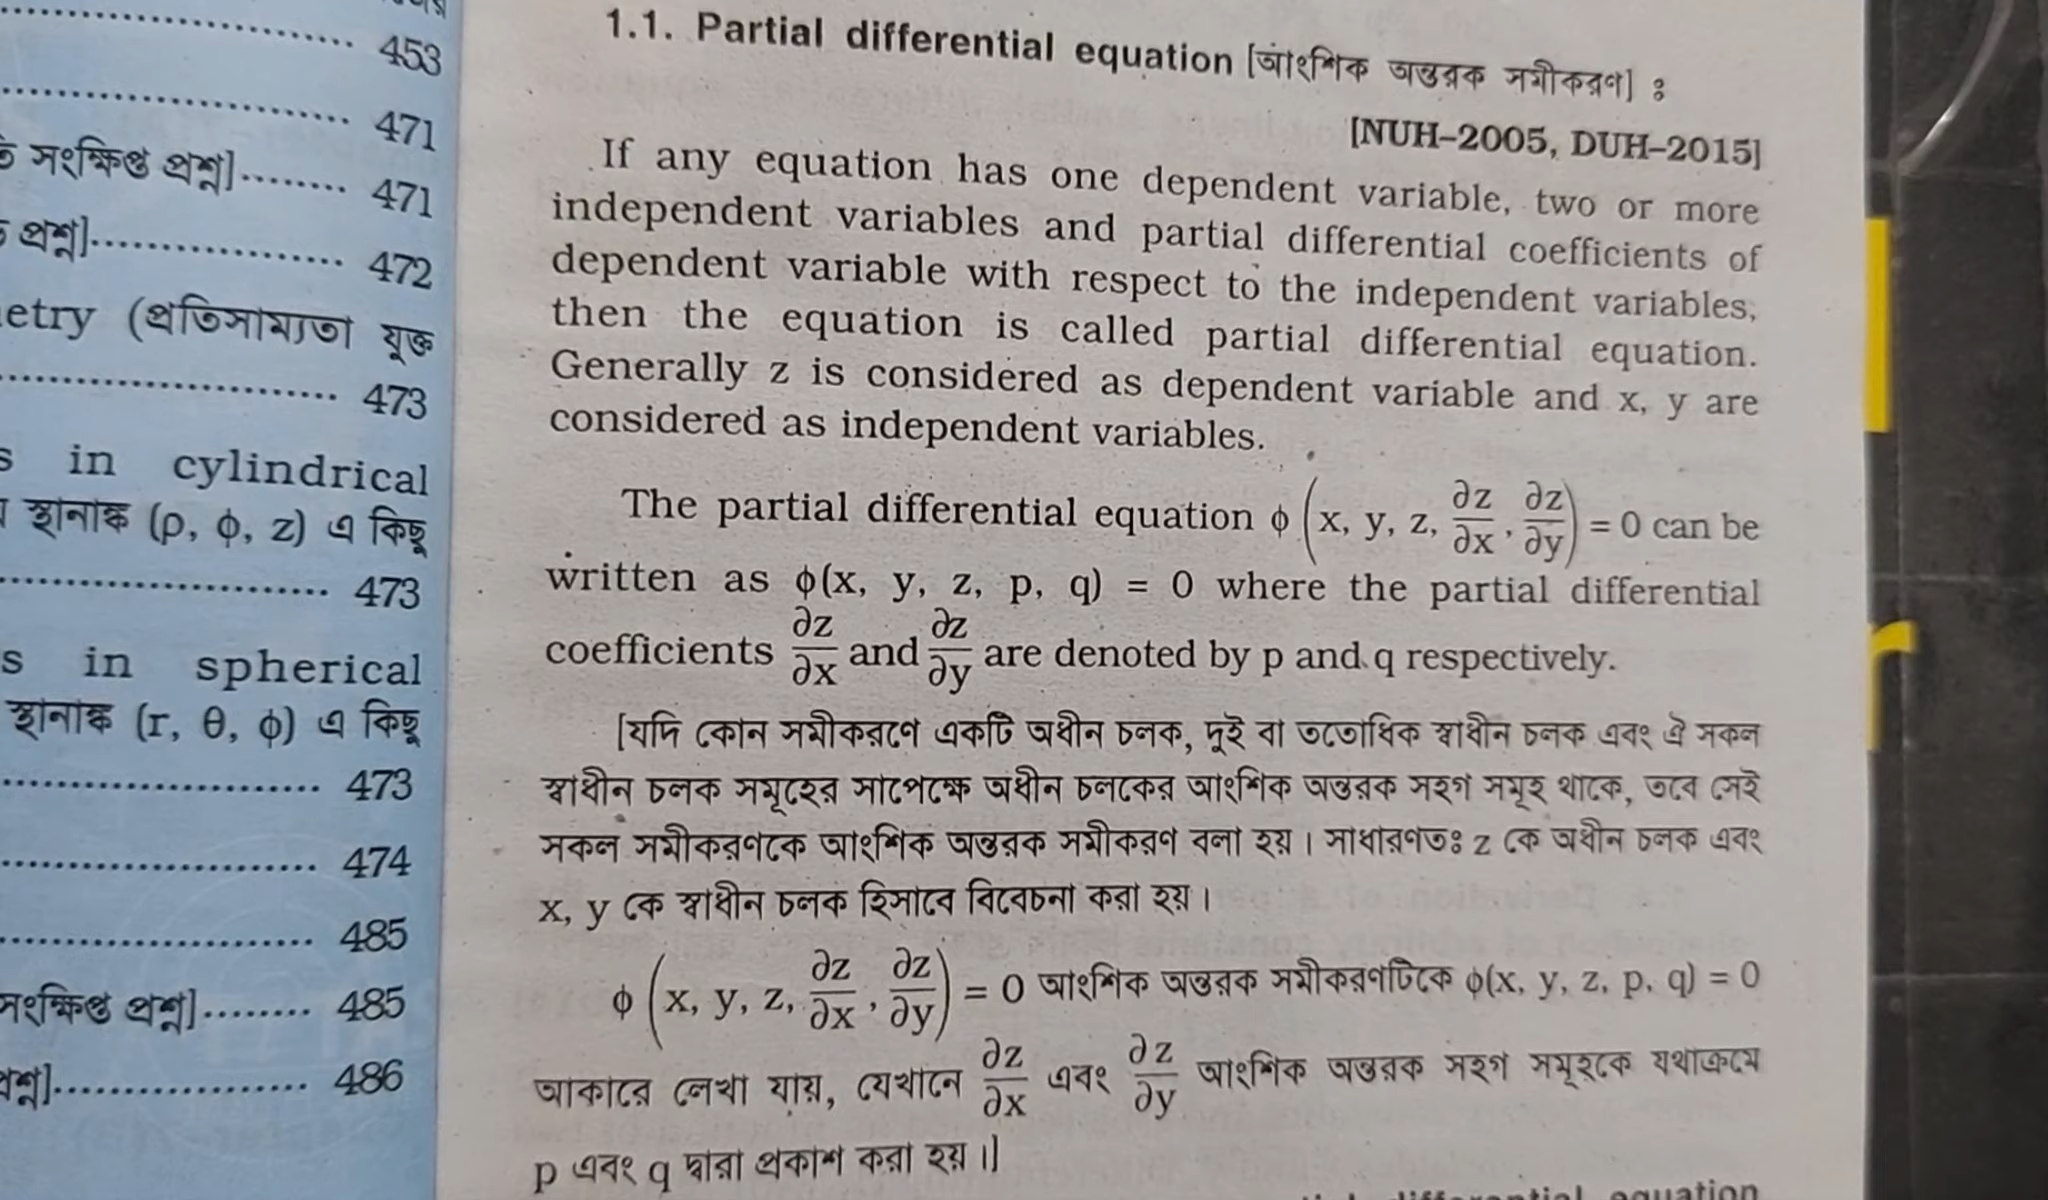 453
471
সংক্ষিপ্ত প্রশ্ন]........ 471
প্রশ্ন]................ 472
etry (প্রতিসাম্যতা যুক্ত
473
s in cylindrical
স্থানাঙ্ক (ρ, ϕ, z) এ কিছু
473
s in spherical
স্থানাঙ্ক (r, θ, ϕ) এ কিছু
473
474
485
সংক্ষিপ্ত প্রশ্ন]........ 485
প্রশ্ন]................ 486
1.1. Partial differential equation [আংশিক অন্তরক সমীকরণ] ঃ
[NUH–2005, DUH–2015]
If any equation has one dependent variable, two or more
independent variables and partial differential coefficients of
dependent variable with respect to the independent variables,
then the equation is called partial differential equation.
Generally z is considered as dependent variable and x, y are
considered as independent variables.
The partial differential equation ϕ (x, y, z, ∂z/∂x, ∂z/∂y) = 0 can be
written as ϕ(x, y, z, p, q) = 0 where the partial differential
coefficients ∂z/∂x and ∂z/∂y are denoted by p and q respectively.
[যদি কোন সমীকরণে একটি অধীন চলক, দুই বা ততোধিক স্বাধীন চলক এবং ঐ সকল
স্বাধীন চলক সমূহের সাপেক্ষে অধীন চলকের আংশিক অন্তরক সহগ সমূহ থাকে, তবে সেই
সকল সমীকরণকে আংশিক অন্তরক সমীকরণ বলা হয়। সাধারণতঃ z কে অধীন চলক এবং
x, y কে স্বাধীন চলক হিসাবে বিবেচনা করা হয়।
ϕ (x, y, z, ∂z/∂x, ∂z/∂y) = 0 আংশিক অন্তরক সমীকরণটিকে ϕ(x, y, z, p, q) = 0
আকারে লেখা যায়, যেখানে ∂z/∂x এবং ∂z/∂y আংশিক অন্তরক সহগ সমূহকে যথাক্রমে
p এবং q দ্বারা প্রকাশ করা হয়।]
equation